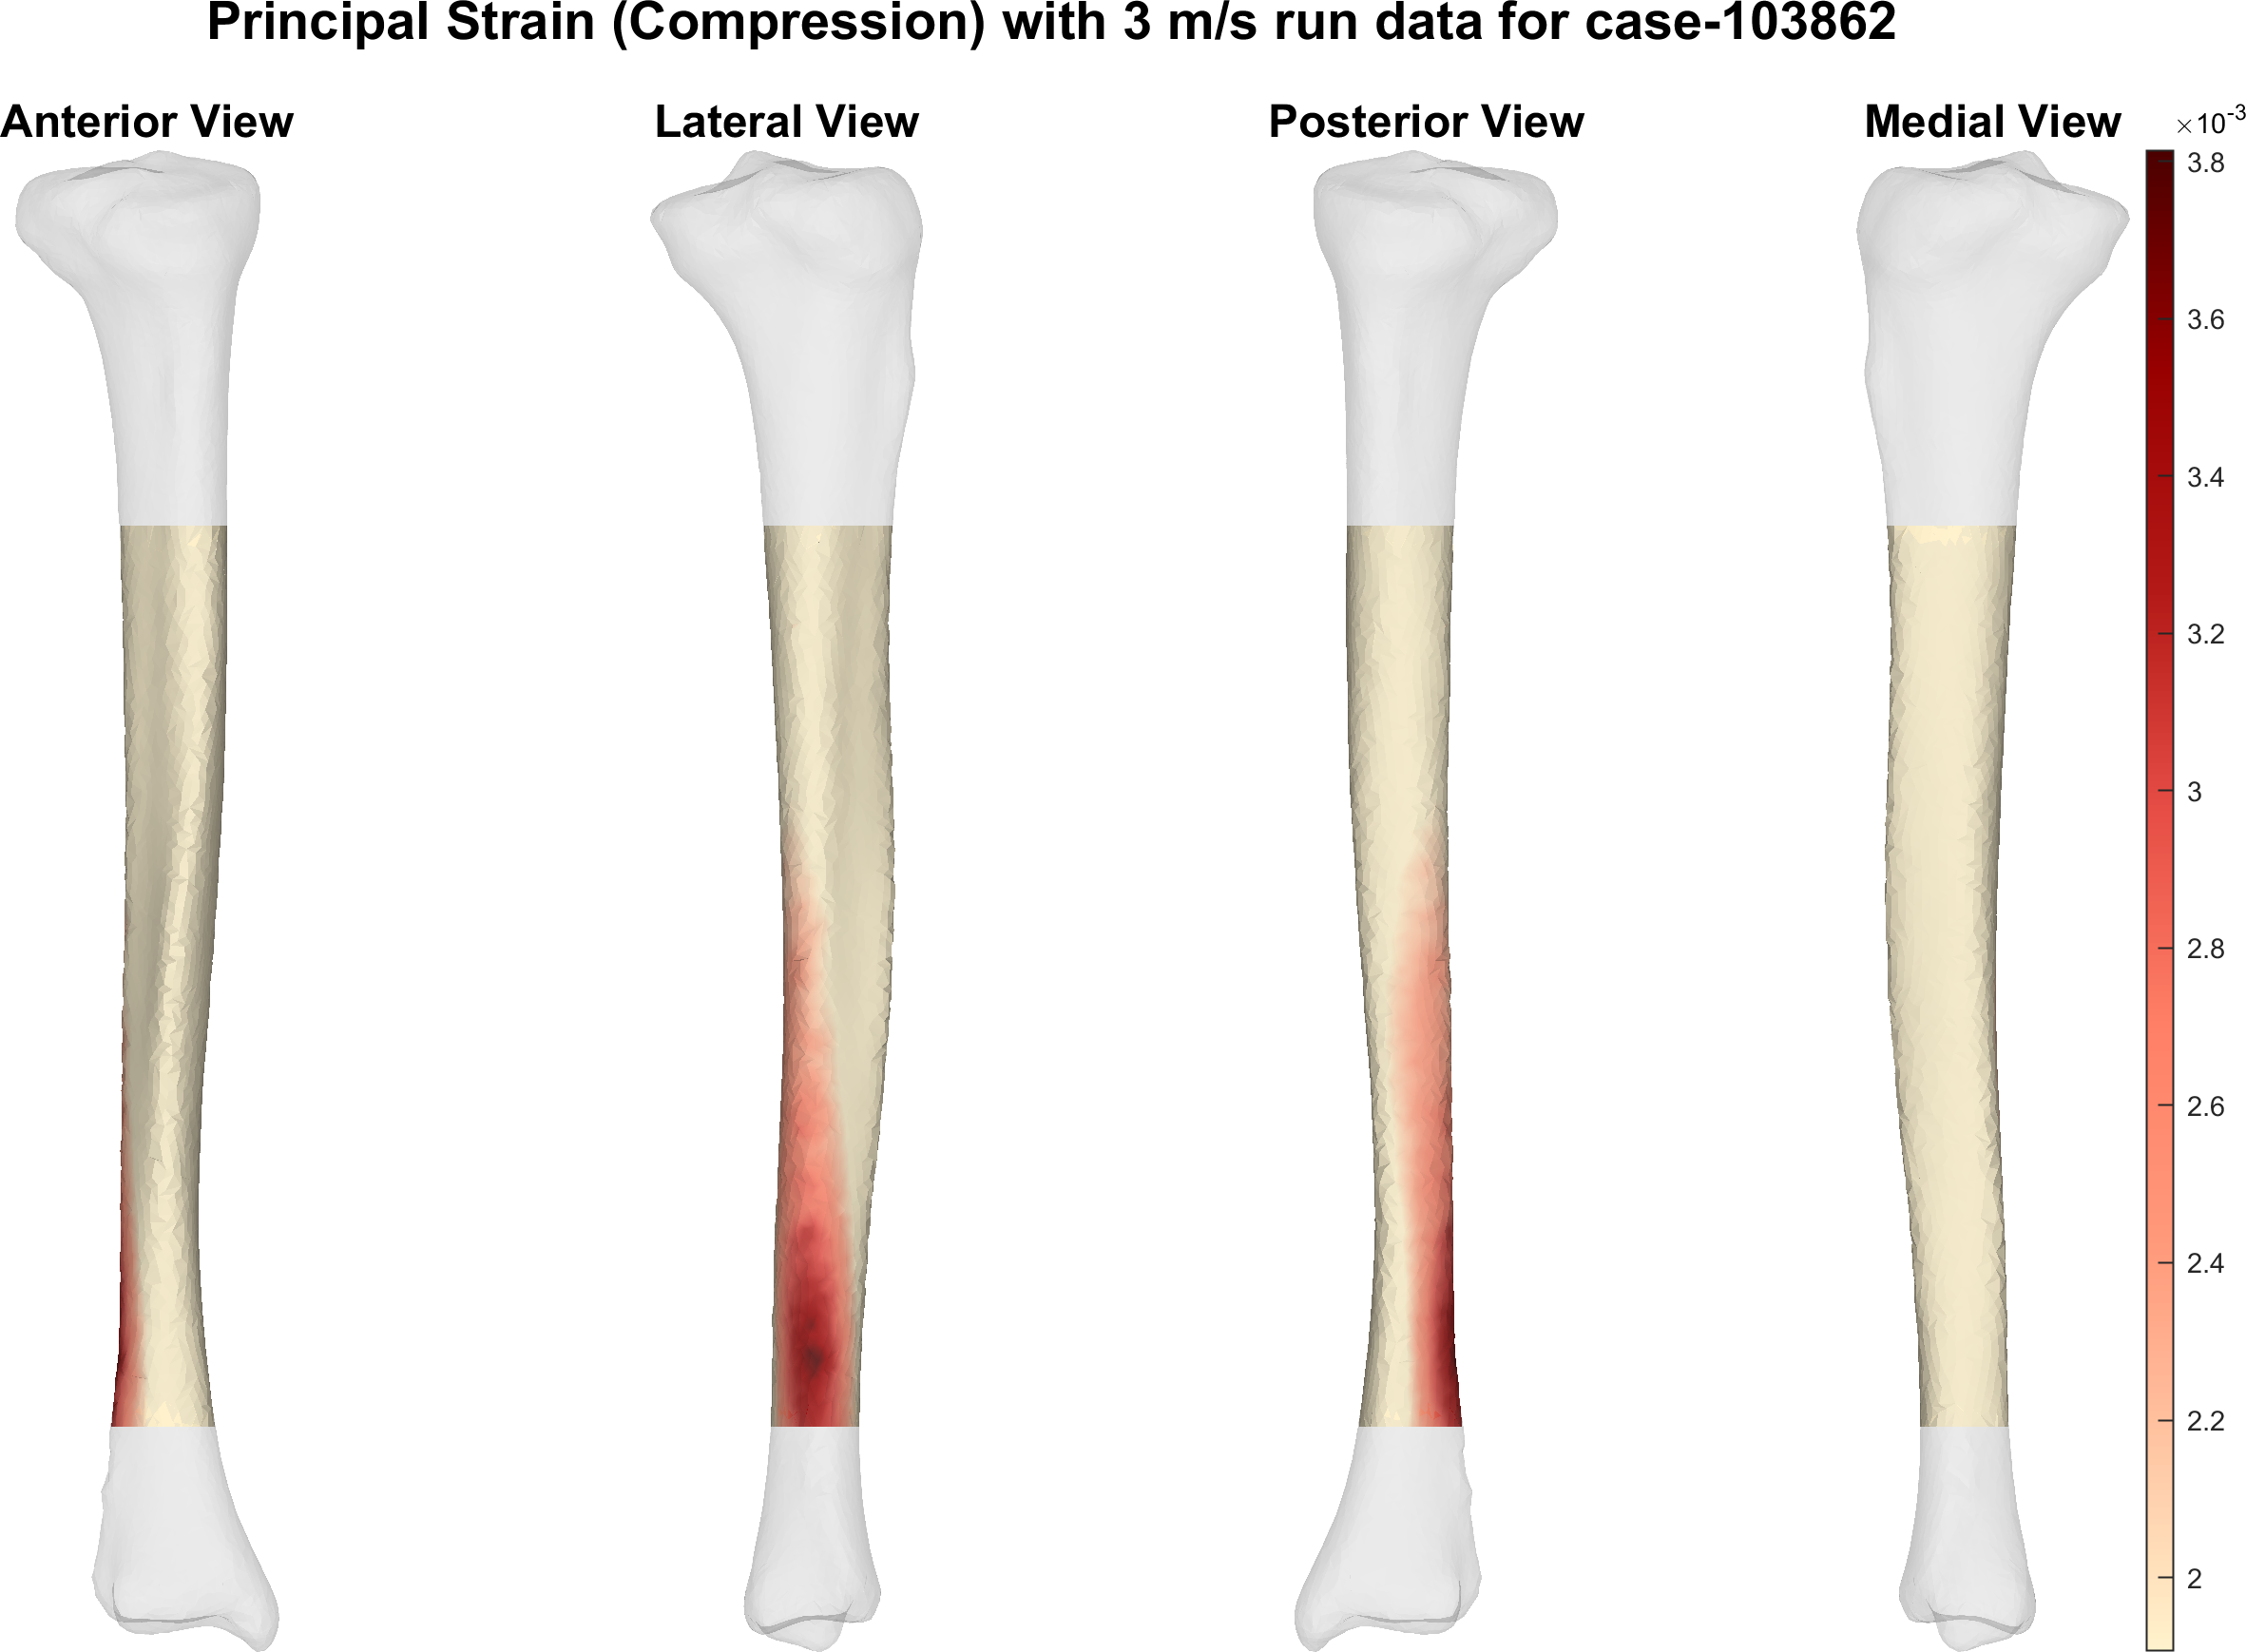 Principal Strain (Compression) with 3 m/s run data for case-103862
Anterior View
Lateral View
Posterior View
Medial View
×10-3
3.8
3.6
3.4
3.2
3
2.8
2.6
2.4
2.2
2